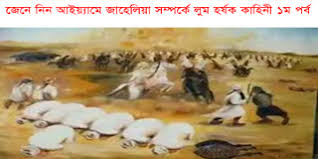 জেনে নিন আইয়্যামে জাহেলিয়া সম্পর্কে লুম হর্ষক কাহিনী ১ম পর্ব